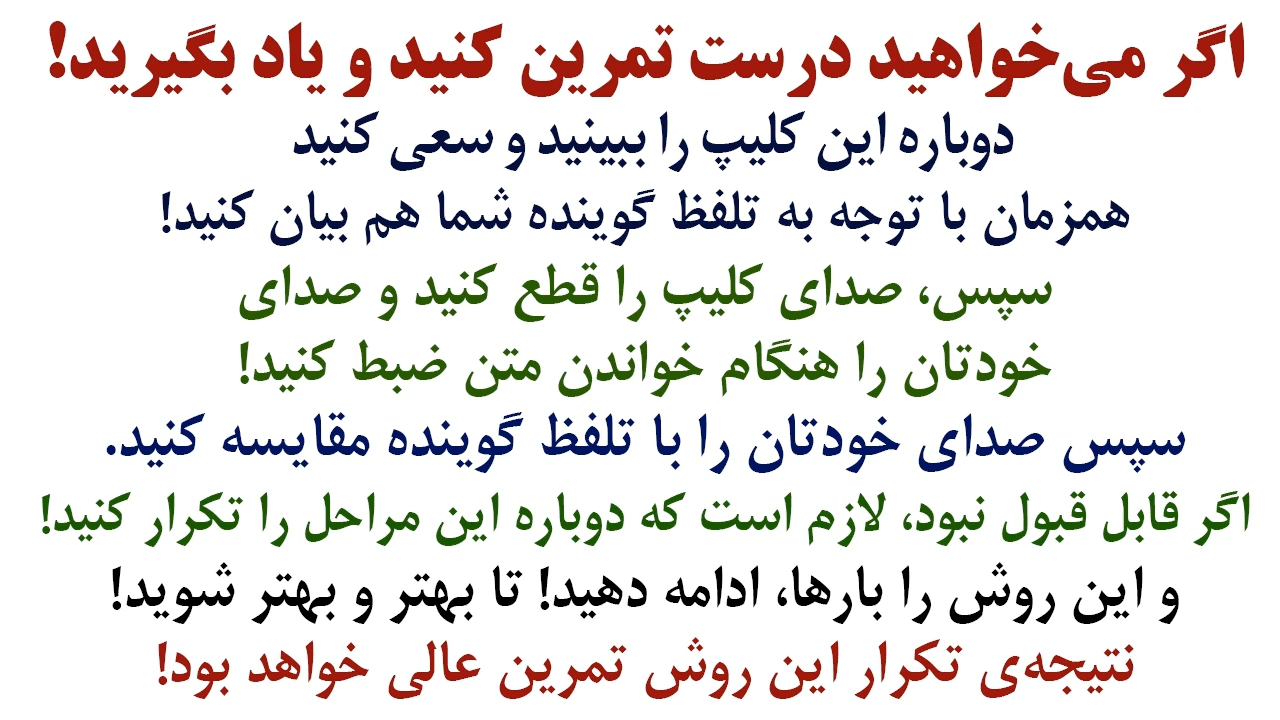 اگر می‌خواهید درست تمرین کنید و یاد بگیرید!
دوباره این کلیپ را ببینید و سعی کنید
همزمان با توجه به تلفظ گوینده شما هم بیان کنید!
سپس، صدای کلیپ را قطع کنید و صدای
خودتان را هنگام خواندن متن ضبط کنید!
سپس صدای خودتان را با تلفظ گوینده مقایسه کنید.
اگر قابل قبول نبود، لازم است که دوباره این مراحل را تکرار کنید!
و این روش را بارها، ادامه دهید! تا بهتر و بهتر شوید!
نتیجه‌ی تکرار این روش تمرین عالی خواهد بود!